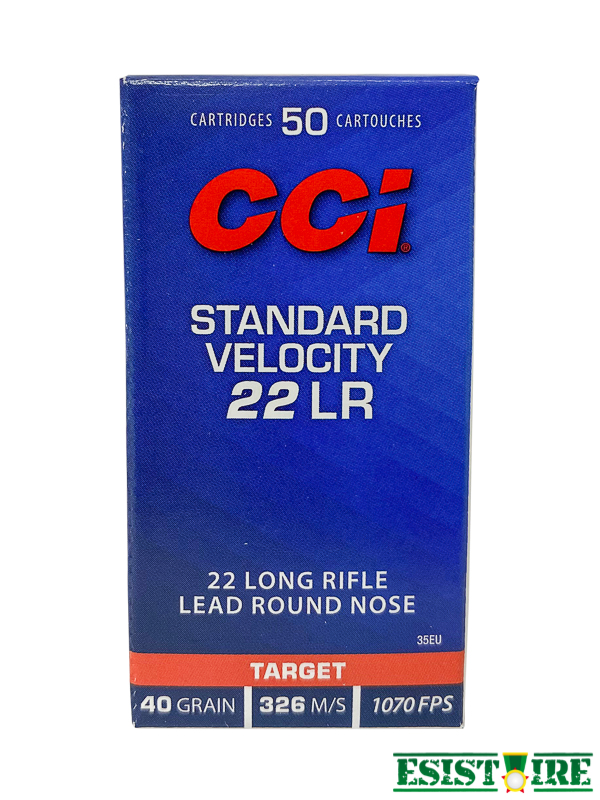 CARTRIDGES 50 CARTOUCHES
CCI®
STANDARD
VELOCITY
22 LR
22 LONG RIFLE
LEAD ROUND NOSE
35EU
TARGET
40 GRAIN 326 M/S 1070 FPS
ESISTOIRE